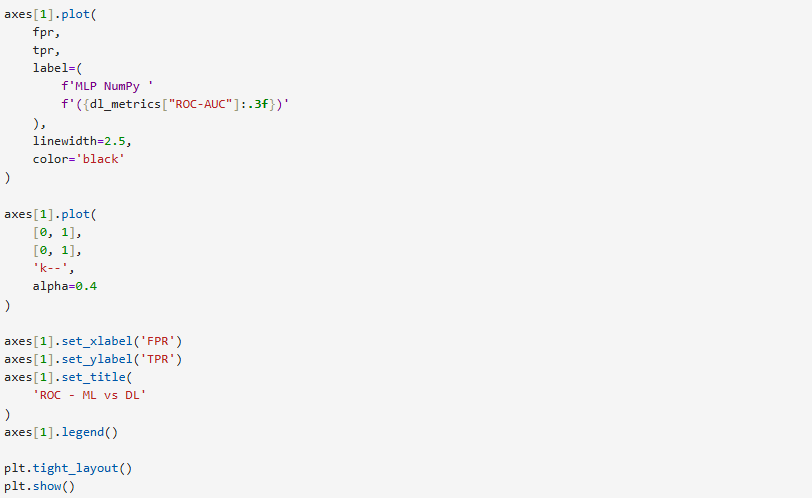 axes[1].plot(
    fpr,
    tpr,
    label=(
        f'MLP NumPy '
        f'({dl_metrics["ROC-AUC"]:.3f})'
    ),
    linewidth=2.5,
    color='black'
)

axes[1].plot(
    [0, 1],
    [0, 1],
    'k--',
    alpha=0.4
)

axes[1].set_xlabel('FPR')
axes[1].set_ylabel('TPR')
axes[1].set_title(
    'ROC - ML vs DL'
)
axes[1].legend()

plt.tight_layout()
plt.show()